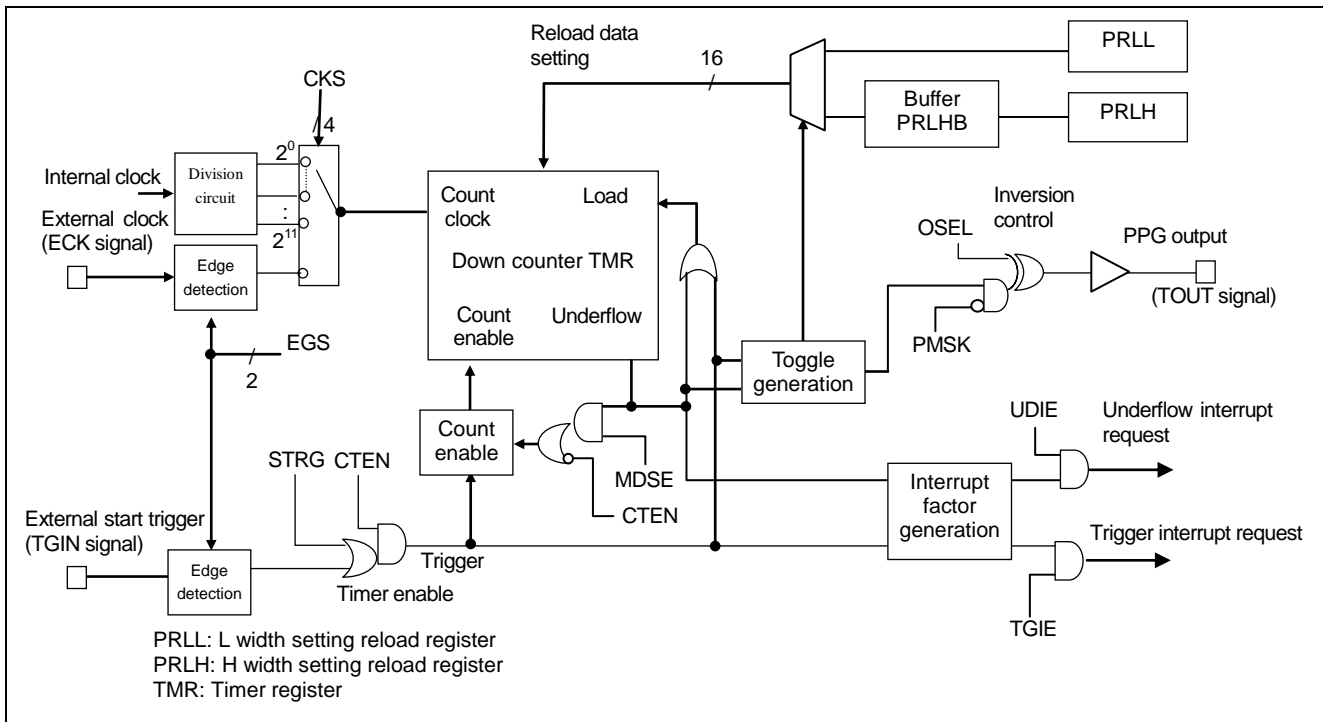 Reload data
setting
16
PRLL
Buffer
PRLHB
PRLH
CKS
4
2^0
Internal clock
Division
circuit
:
2^11
External clock
(ECK signal)
Edge
detection
EGS
2
Count
clock
Load
Down counter TMR
Count
enable
Underflow
Inversion
control
OSEL
PPG output
(TOUT signal)
PMSK
Toggle
generation
Count
enable
MDSE
CTEN
UDIE
Underflow interrupt
request
Interrupt
factor
generation
Trigger interrupt request
TGIE
STRG
CTEN
External start trigger
(TGIN signal)
Edge
detection
Trigger
Timer enable
PRLL: L width setting reload register
PRLH: H width setting reload register
TMR: Timer register